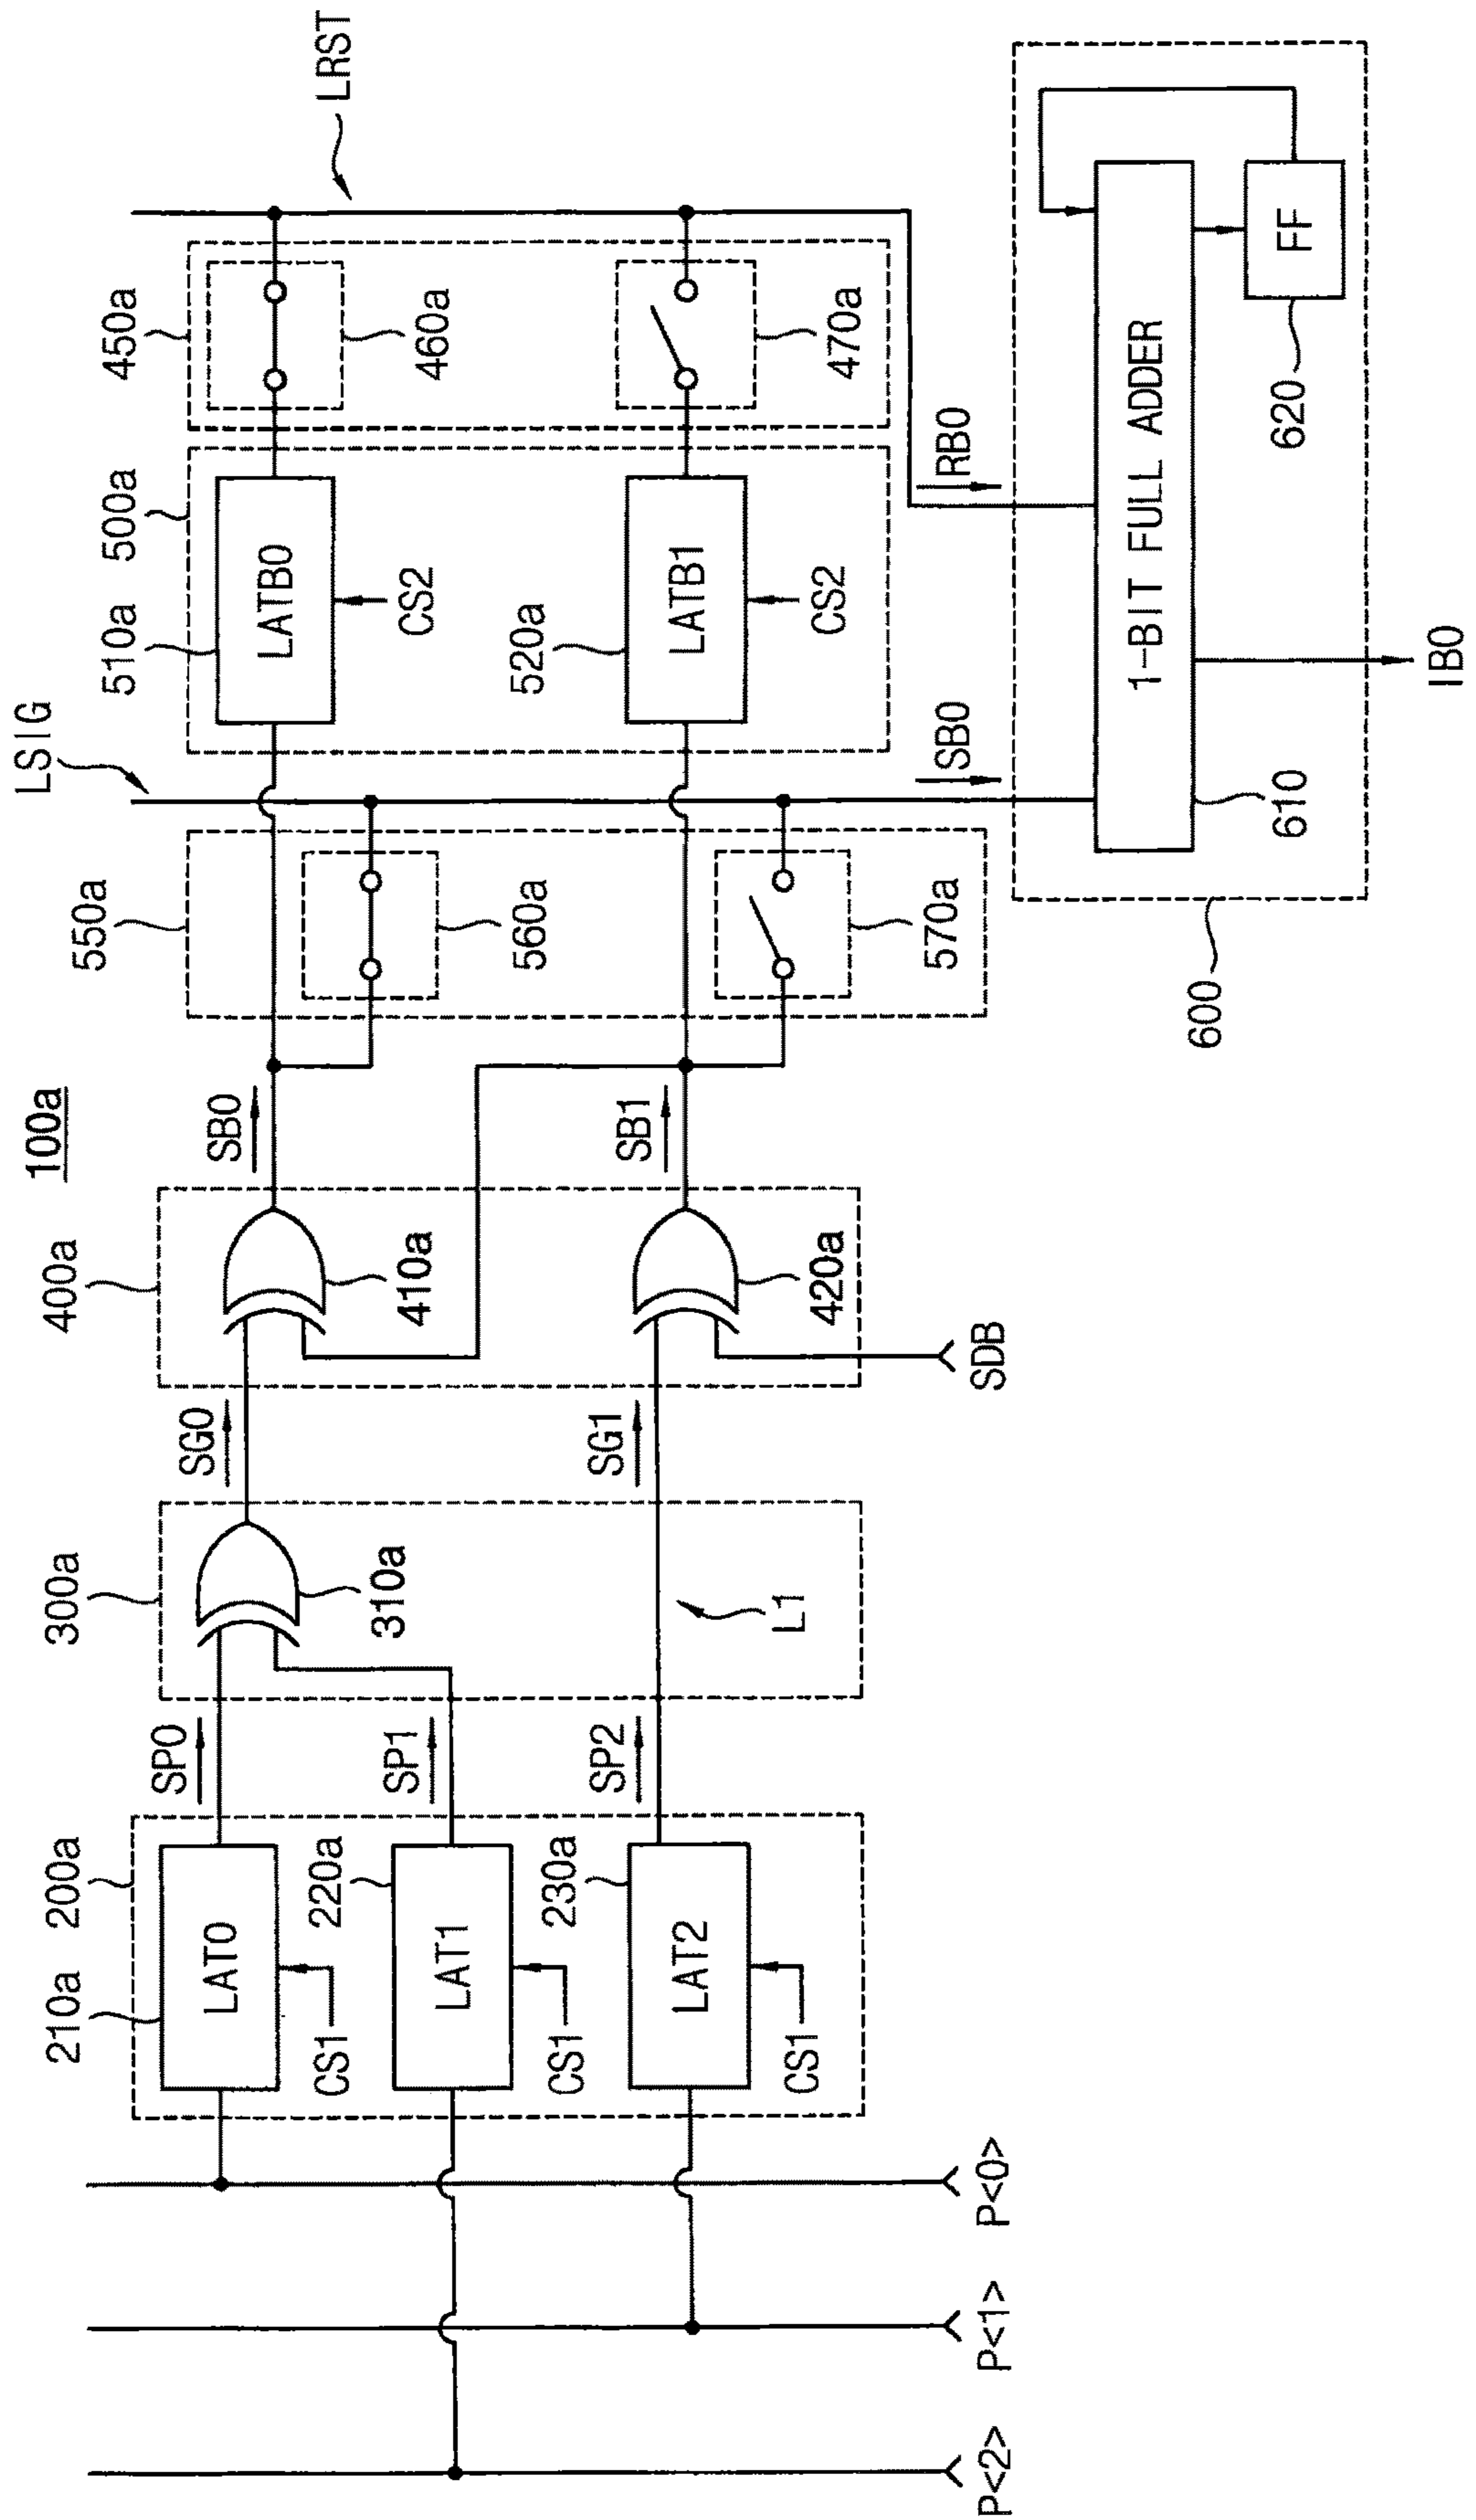 100a
LSIG
LRST
400a
550a
500a
450a
300a
510a
200a
210a
SB0
LATB0
SG0
410a
560a
CS2
460a
SP0
310a
LAT0
220a
CS1
SP1
LAT1
520a
SB1
LATB1
SG1
420a
570a
CS2
470a
SP2
L1
230a
CS1
LAT2
CS1
SDB
SB0
RB0
P<2>
P<1>
P<0>
1-BIT FULL ADDER
FF
600
610
620
IB0